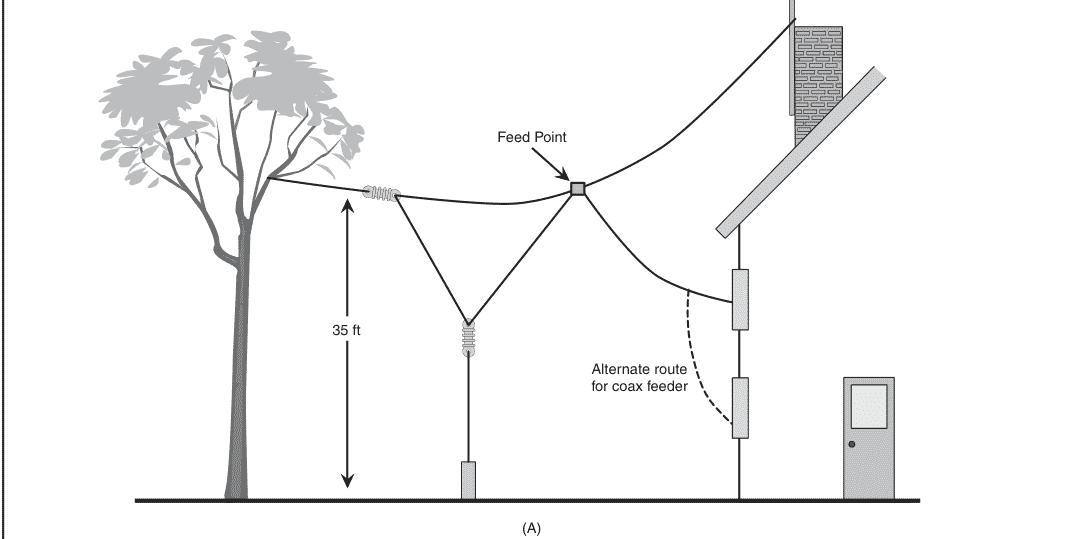 Feed Point
35 ft
Alternate route
for coax feeder
(A)